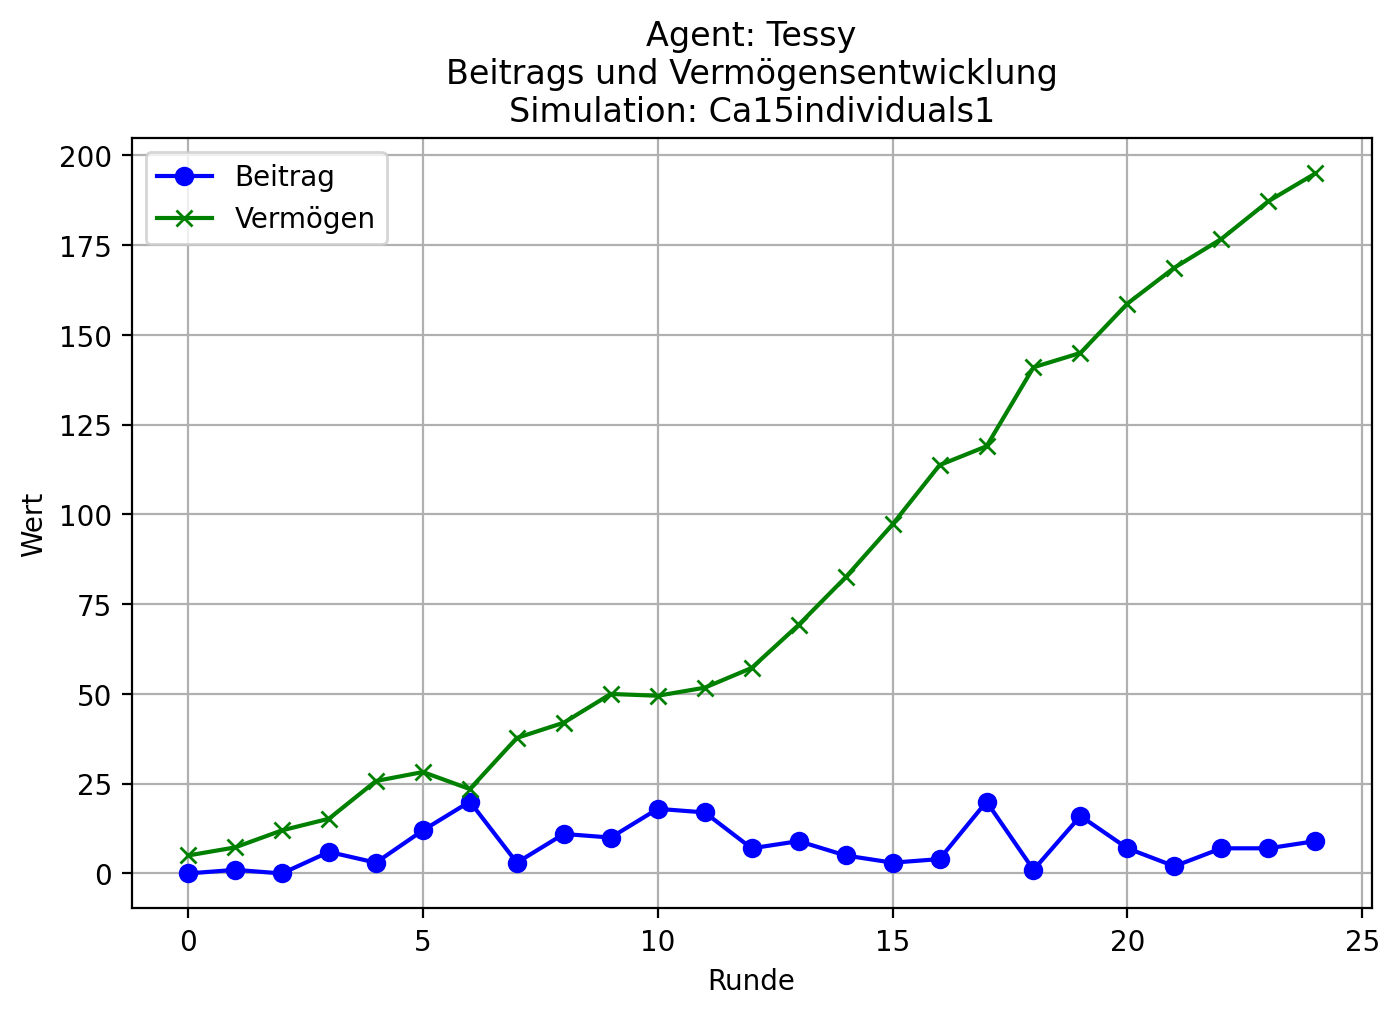 Agent: Tessy
Beitrags und Vermögensentwicklung
Simulation: Ca15individuals1
Beitrag
Vermögen
200
175
150
125
100
75
50
25
0
Wert
0 5 10 15 20 25
Runde